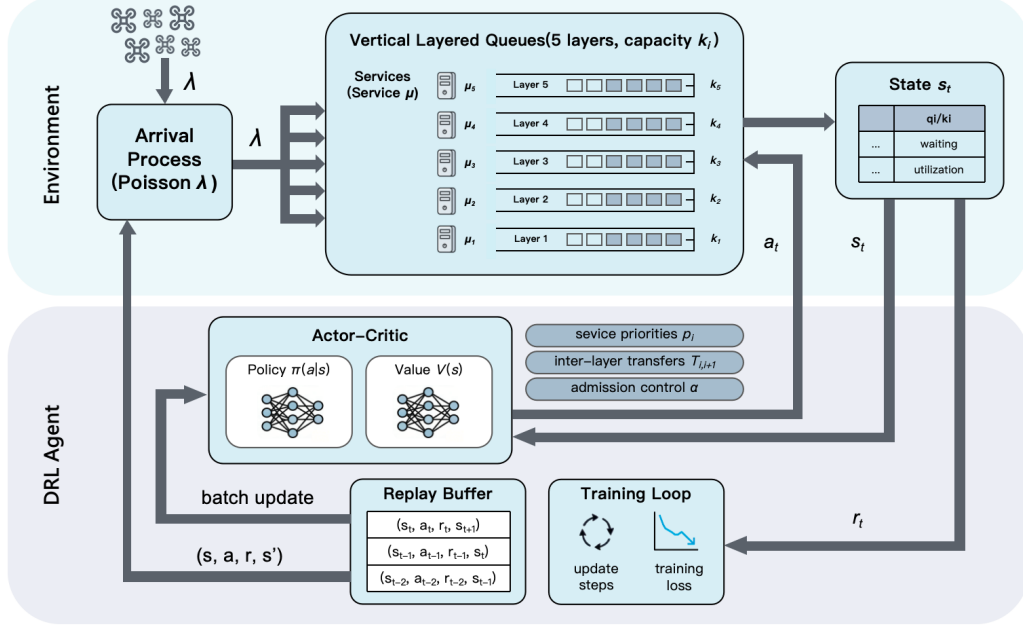 Environment
λ
Arrival
Process
(Poisson λ)
λ
Vertical Layered Queues(5 layers, capacity kᵢ)
Services
(Service μ)
μ₅ Layer 5 k₅
μ₄ Layer 4 k₄
μ₃ Layer 3 k₃
μ₂ Layer 2 k₂
μ₁ Layer 1 k₁
State sₜ
qi/ki
... waiting
... utilization
aₜ
sₜ
DRL Agent
Actor-Critic
Policy π(a|s)
Value V(s)
sevice priorities pᵢ
inter-layer transfers Tᵢ,ᵢ₊₁
admission control α
batch update
(s, a, r, s’)
Replay Buffer
(sₜ, aₜ, rₜ, sₜ₊₁)
(sₜ₋₁, aₜ₋₁, rₜ₋₁, sₜ)
(sₜ₋₂, aₜ₋₂, rₜ₋₂, sₜ₋₁)
Training Loop
update
steps
training
loss
rₜ